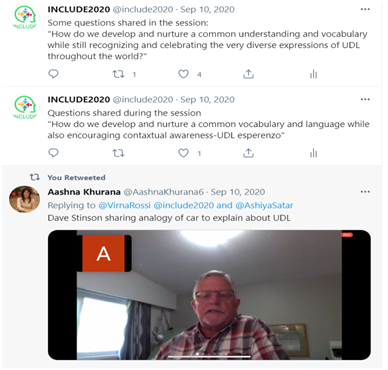 INCLUDE2020 @include2020 · Sep 10, 2020 ···
Some questions shared in the session:
"How do we develop and nurture a common understanding and vocabulary
while still recognizing and celebrating the very diverse expressions of UDL
throughout the world?"
1 4
INCLUDE2020 @include2020 · Sep 10, 2020 ···
Questions shared during the session
"How do we develop and nurture a common vocabulary and language while
also encouraging contaxtual awareness-UDL esperenzo"
1
You Retweeted
Aashna Khurana @AashnaKhurana6 · Sep 10, 2020 ···
Replying to @VirnaRossi @include2020 and @AshiyaSatar
Dave Stinson sharing analogy of car to explain about UDL
A